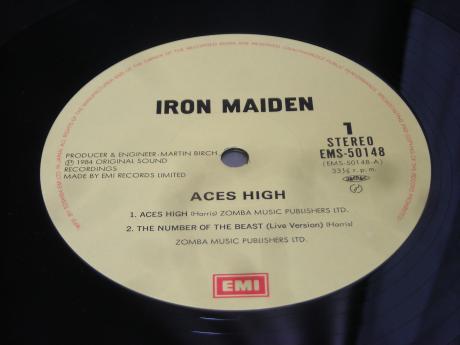 IRON MAIDEN
PRODUCER & ENGINEER·MARTIN BIRCH
Ⓟ1984 ORIGINAL SOUND
RECORDINGS
MADE BY EMI RECORDS LIMITED
1
STEREO
EMS-50148
(EMS-50148-A)
33⅓ r. p. m.
ACES HIGH
1. ACES HIGH (Harris) ZOMBA MUSIC PUBLISHERS LTD.
2. THE NUMBER OF THE BEAST (Live Version) (Harris)
ZOMBA MUSIC PUBLISHERS LTD.
EMI